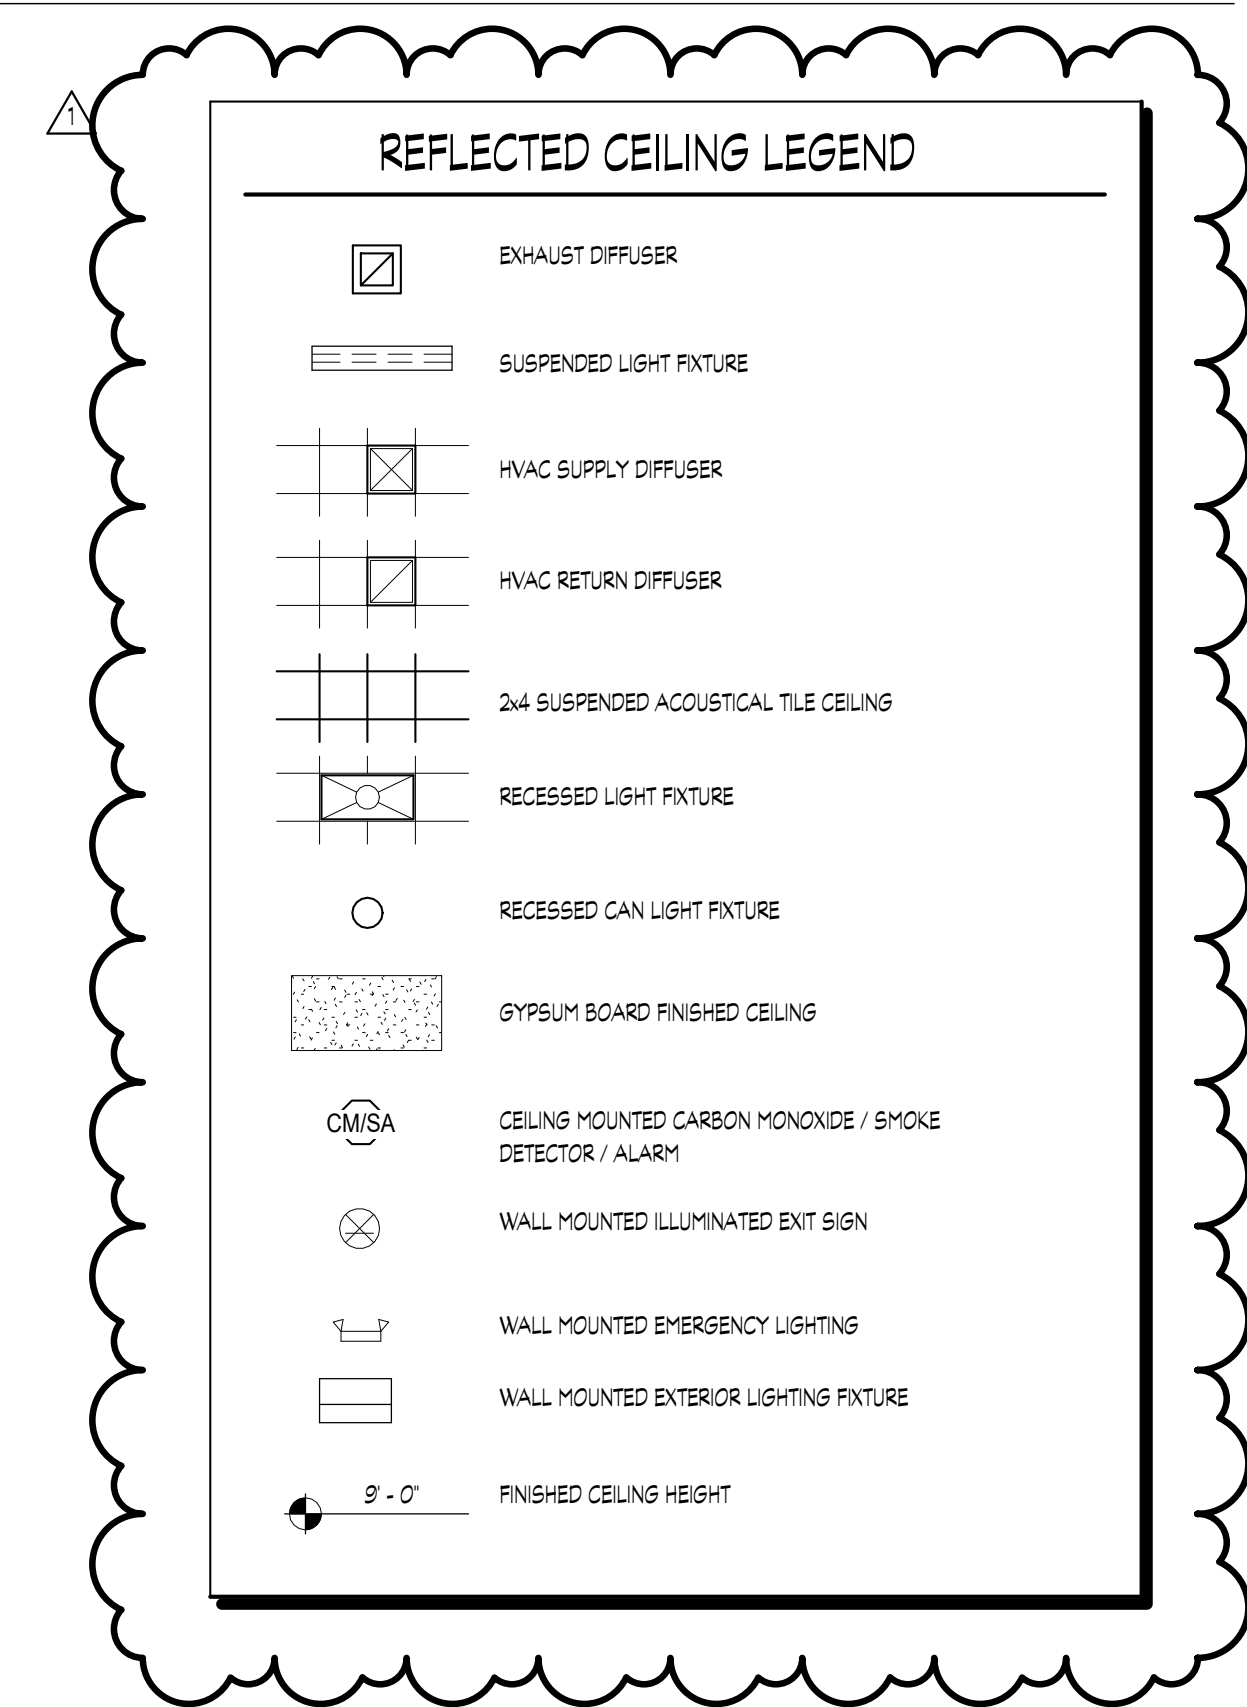 1
REFLECTED CEILING LEGEND
EXHAUST DIFFUSER
SUSPENDED LIGHT FIXTURE
HVAC SUPPLY DIFFUSER
HVAC RETURN DIFFUSER
2x4 SUSPENDED ACOUSTICAL TILE CEILING
RECESSED LIGHT FIXTURE
RECESSED CAN LIGHT FIXTURE
GYPSUM BOARD FINISHED CEILING
CM/SA
CEILING MOUNTED CARBON MONOXIDE / SMOKE
DETECTOR / ALARM
WALL MOUNTED ILLUMINATED EXIT SIGN
WALL MOUNTED EMERGENCY LIGHTING
WALL MOUNTED EXTERIOR LIGHTING FIXTURE
9' - 0"
FINISHED CEILING HEIGHT